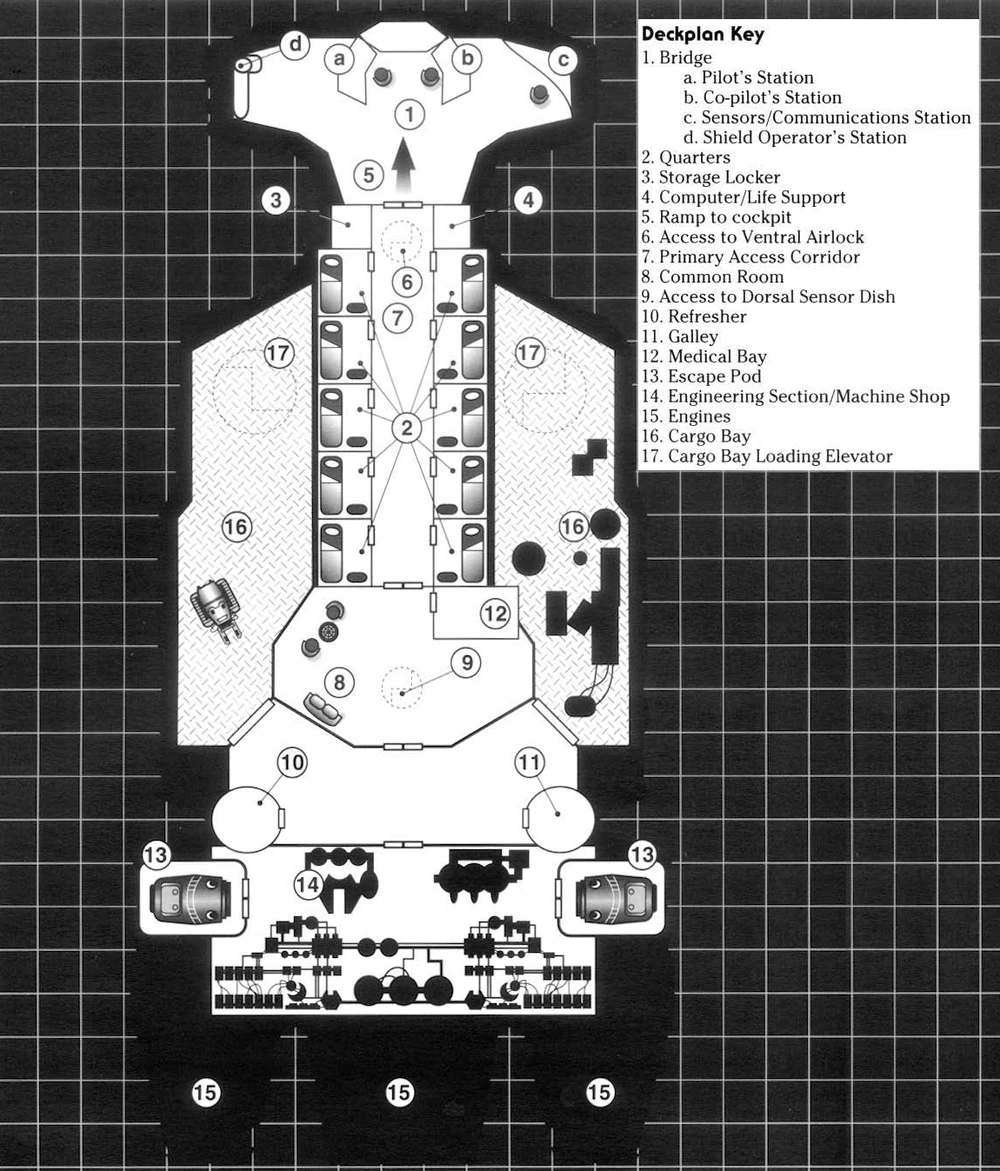 Deckplan Key
1. Bridge
a. Pilot's Station
b. Co-pilot's Station
c. Sensors/Communications Station
d. Shield Operator's Station
2. Quarters
3. Storage Locker
4. Computer/Life Support
5. Ramp to cockpit
6. Access to Ventral Airlock
7. Primary Access Corridor
8. Common Room
9. Access to Dorsal Sensor Dish
10. Refresher
11. Galley
12. Medical Bay
13. Escape Pod
14. Engineering Section/Machine Shop
15. Engines
16. Cargo Bay
17. Cargo Bay Loading Elevator
d
a
b
c
1
5
3
4
6
7
17
17
2
16
16
12
9
8
10
11
13
13
14
15
15
15